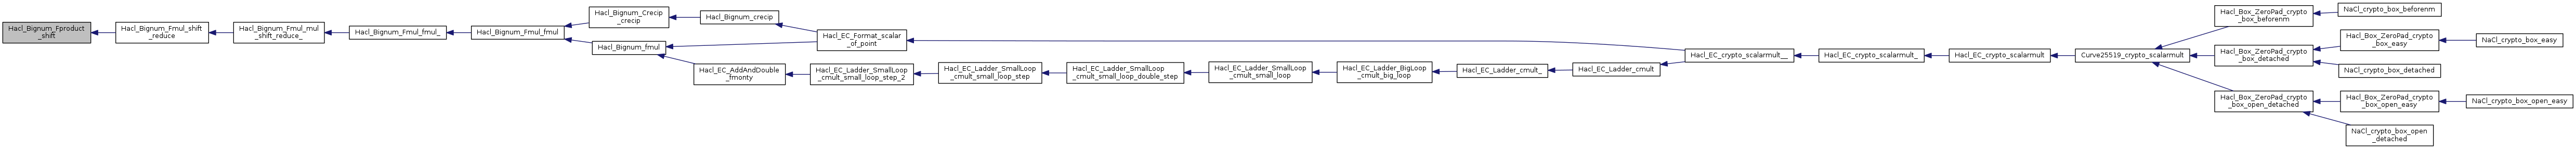 Hacl_Bignum_Fproduct
_shift
Hacl_Bignum_Fmul_shift
_reduce
Hacl_Bignum_Fmul_mul
_shift_reduce_
Hacl_Bignum_Fmul_fmul_
Hacl_Bignum_Fmul_fmul
Hacl_Bignum_Crecip
_crecip
Hacl_Bignum_crecip
Hacl_Bignum_fmul
Hacl_EC_Format_scalar
_of_point
Hacl_EC_AddAndDouble
_fmonty
Hacl_EC_Ladder_SmallLoop
_cmult_small_loop_step_2
Hacl_EC_Ladder_SmallLoop
_cmult_small_loop_step
Hacl_EC_Ladder_SmallLoop
_cmult_small_loop_double_step
Hacl_EC_Ladder_SmallLoop
_cmult_small_loop
Hacl_EC_Ladder_BigLoop
_cmult_big_loop
Hacl_EC_Ladder_cmult_
Hacl_EC_Ladder_cmult
Hacl_EC_crypto_scalarmult__
Hacl_EC_crypto_scalarmult_
Hacl_EC_crypto_scalarmult
Curve25519_crypto_scalarmult
Hacl_Box_ZeroPad_crypto
_box_beforenm
NaCl_crypto_box_beforenm
Hacl_Box_ZeroPad_crypto
_box_detached
Hacl_Box_ZeroPad_crypto
_box_easy
NaCl_crypto_box_easy
NaCl_crypto_box_detached
Hacl_Box_ZeroPad_crypto
_box_open_detached
Hacl_Box_ZeroPad_crypto
_box_open_easy
NaCl_crypto_box_open_easy
NaCl_crypto_box_open
_detached